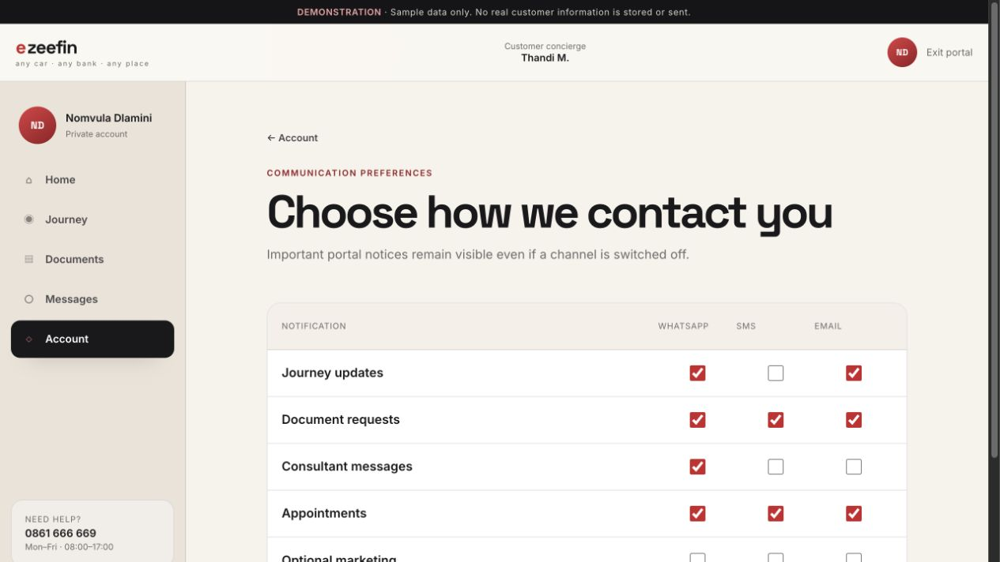 DEMONSTRATION · Sample data only. No real customer information is stored or sent.
ezeefin
any car · any bank · any place
Customer concierge
Thandi M.
ND
Exit portal
ND
Nomvula Dlamini
Private account
Home
Journey
Documents
Messages
Account
NEED HELP?
0861 666 669
Mon–Fri · 08:00–17:00
← Account
COMMUNICATION PREFERENCES
Choose how we contact you
Important portal notices remain visible even if a channel is switched off.
NOTIFICATION WHATSAPP SMS EMAIL
Journey updates
Document requests
Consultant messages
Appointments
Optional marketing